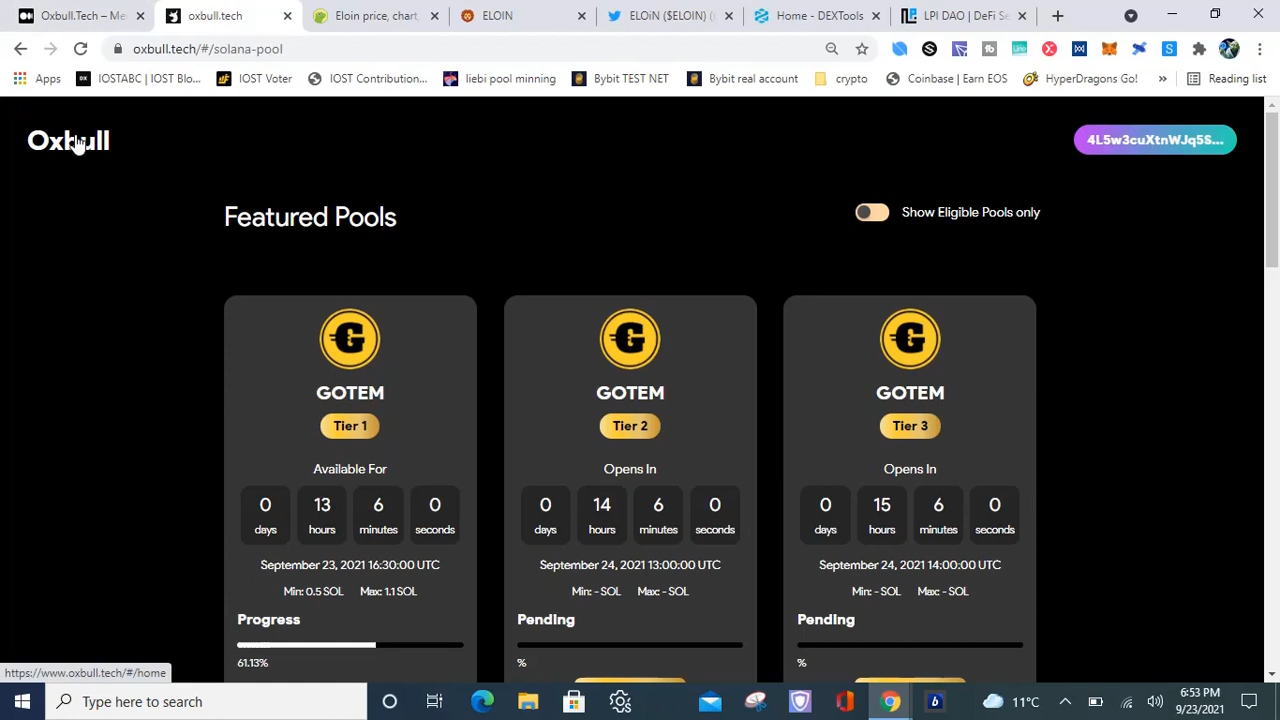 Oxbull.Tech – Me
oxbull.tech
Eloin price, chart,
ELOIN
ELOiN ($ELOIN) (
Home - DEXTools
LPI DAO | DeFi Se
oxbull.tech/#/solana-pool
Apps
IOSTABC | IOST Blo...
IOST Voter
IOST Contribution...
liebi pool minning
Bybit TEST NET
Bybit real account
crypto
Coinbase | Earn EOS
HyperDragons Go!
»
Reading list
Oxbull
4L5w3cuXtnWJq5S...
Featured Pools
Show Eligible Pools only
GOTEM
Tier 1
Available For
0 13 6 0
days hours minutes seconds
September 23, 2021 16:30:00 UTC
Min: 0.5 SOL Max: 1.1 SOL
Progress
61.13%
GOTEM
Tier 2
Opens In
0 14 6 0
days hours minutes seconds
September 24, 2021 13:00:00 UTC
Min: - SOL Max: - SOL
Pending
%
GOTEM
Tier 3
Opens In
0 15 6 0
days hours minutes seconds
September 24, 2021 14:00:00 UTC
Min: - SOL Max: - SOL
Pending
%
https://www.oxbull.tech/#/home
Type here to search
11°C
6:53 PM
9/23/2021